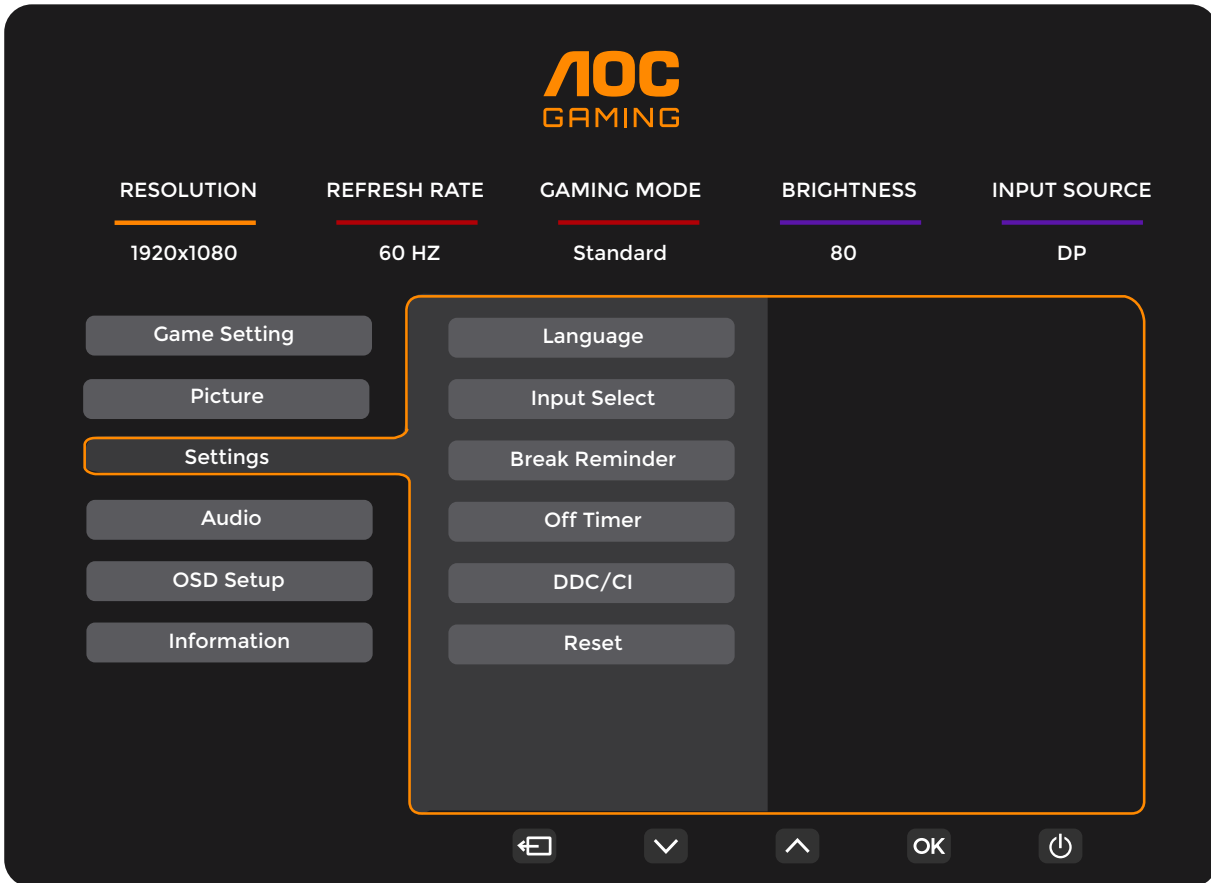 AOC
GAMING
RESOLUTION REFRESH RATE GAMING MODE BRIGHTNESS INPUT SOURCE
1920x1080 60 HZ Standard 80 DP
Game Setting
Picture
Settings
Audio
OSD Setup
Information
Language
Input Select
Break Reminder
Off Timer
DDC/CI
Reset
OK